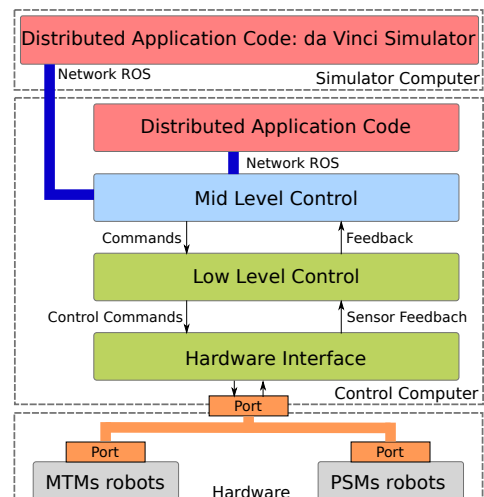 Distributed Application Code: da Vinci Simulator
Network ROS
Simulator Computer
Distributed Application Code
Network ROS
Mid Level Control
Commands
Feedback
Low Level Control
Control Commands
Sensor Feedbach
Hardware Interface
Control Computer
Port
Port
Port
MTMs robots
PSMs robots
Hardware